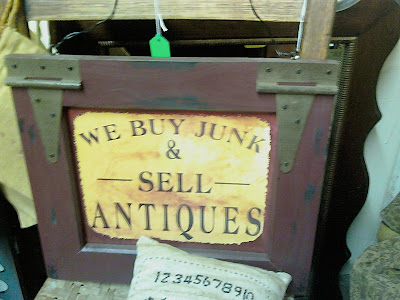 WE BUY JUNK
&
— SELL —
ANTIQUES
12345678910